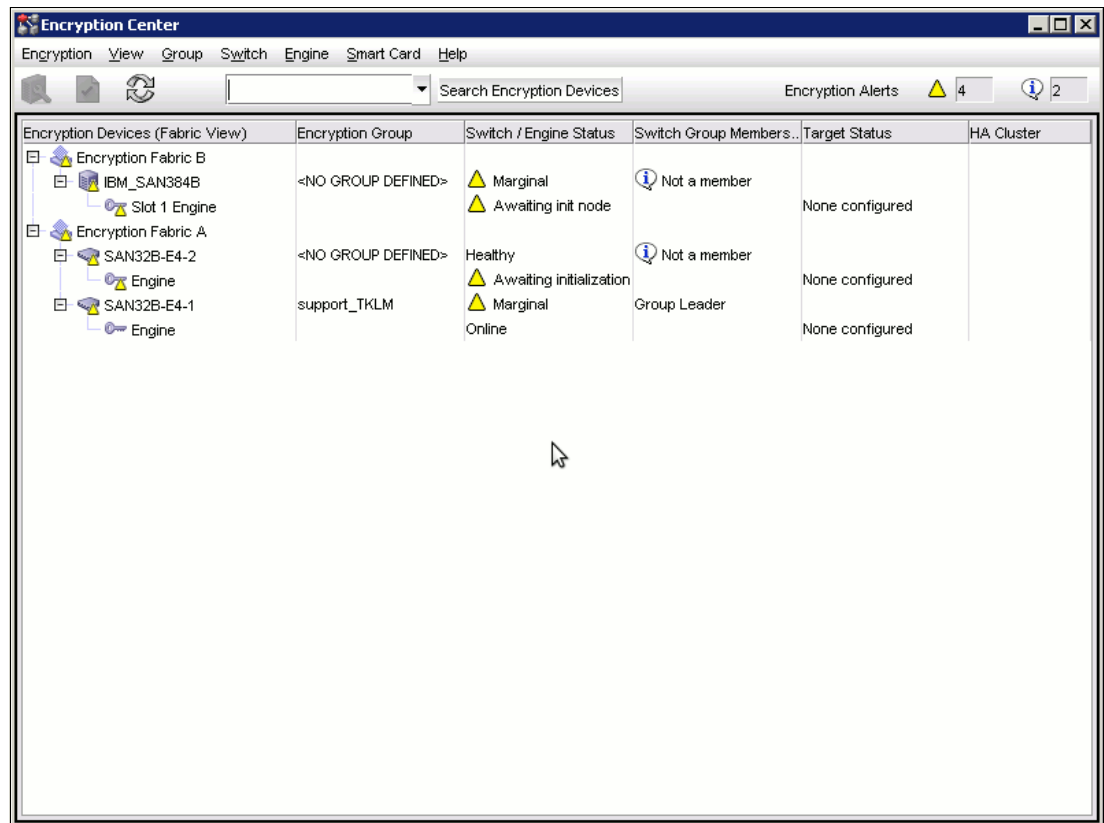 Encryption Center
Encryption View Group Switch Engine Smart Card Help
Search Encryption Devices Encryption Alerts 4 2
Encryption Devices (Fabric View) Encryption Group Switch / Engine Status Switch Group Members.. Target Status HA Cluster
Encryption Fabric B
IBM_SAN384B <NO GROUP DEFINED> Marginal Not a member
Slot 1 Engine Awaiting init node None configured
Encryption Fabric A
SAN32B-E4-2 <NO GROUP DEFINED> Healthy Not a member
Engine Awaiting initialization None configured
SAN32B-E4-1 support_TKLM Marginal Group Leader
Engine Online None configured